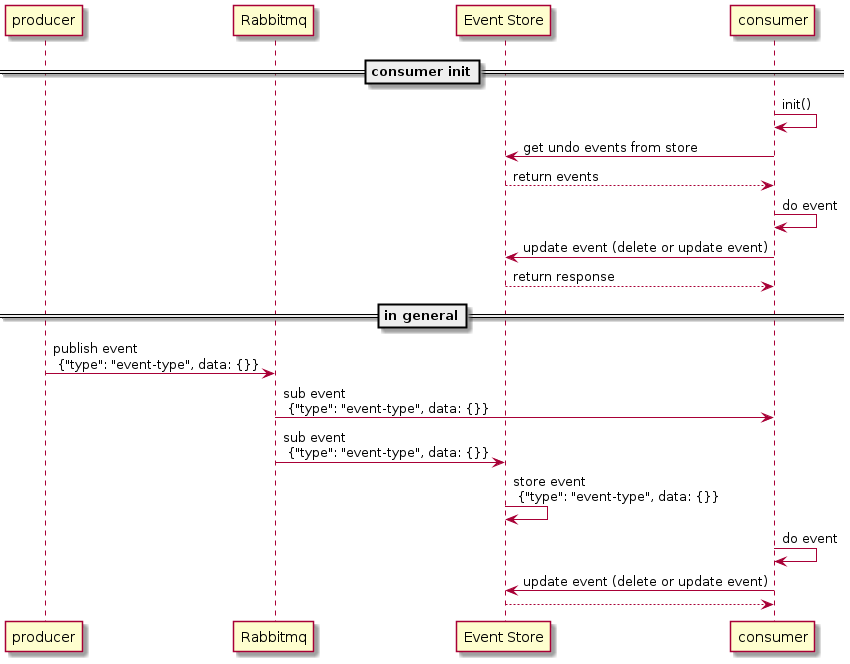 producer
Rabbitmq
Event Store
consumer
consumer init
init()
get undo events from store
return events
do event
update event (delete or update event)
return response
in general
publish event
{"type": "event-type", data: {}}
sub event
{"type": "event-type", data: {}}
sub event
{"type": "event-type", data: {}}
store event
{"type": "event-type", data: {}}
do event
update event (delete or update event)
producer
Rabbitmq
Event Store
consumer